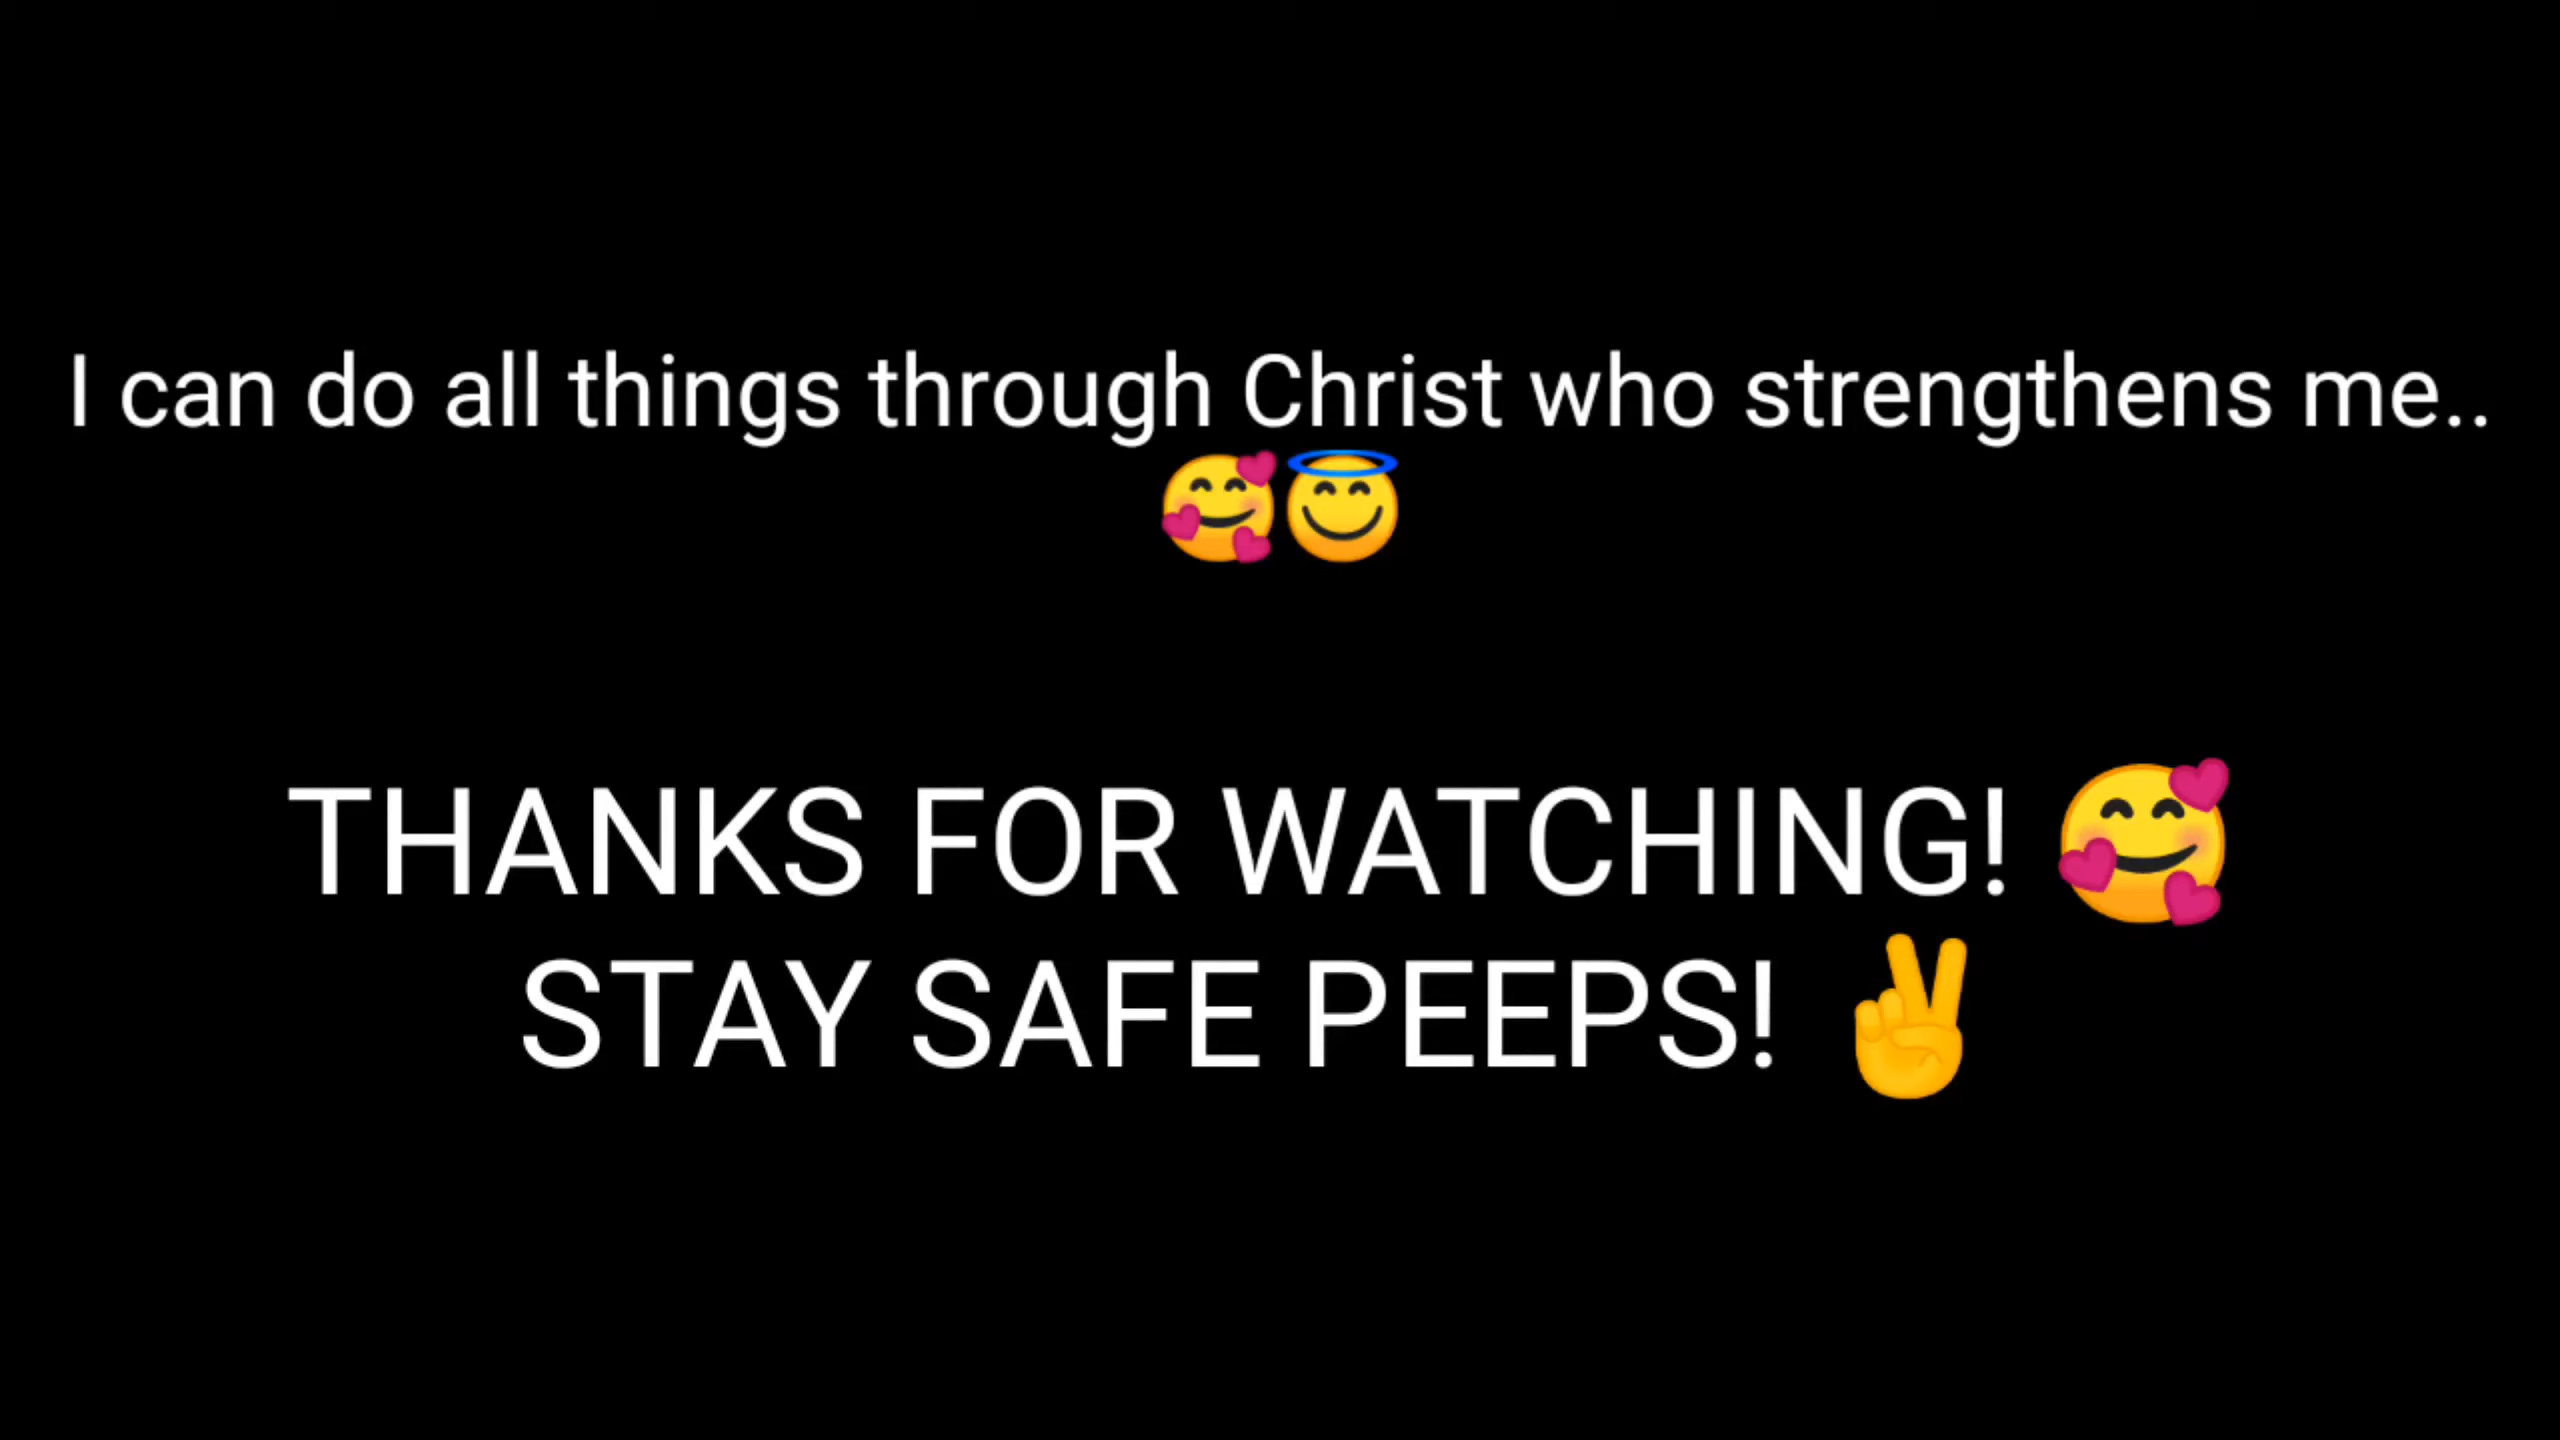 I can do all things through Christ who strengthens me..
🥰😇
THANKS FOR WATCHING! 🥰
STAY SAFE PEEPS! ✌